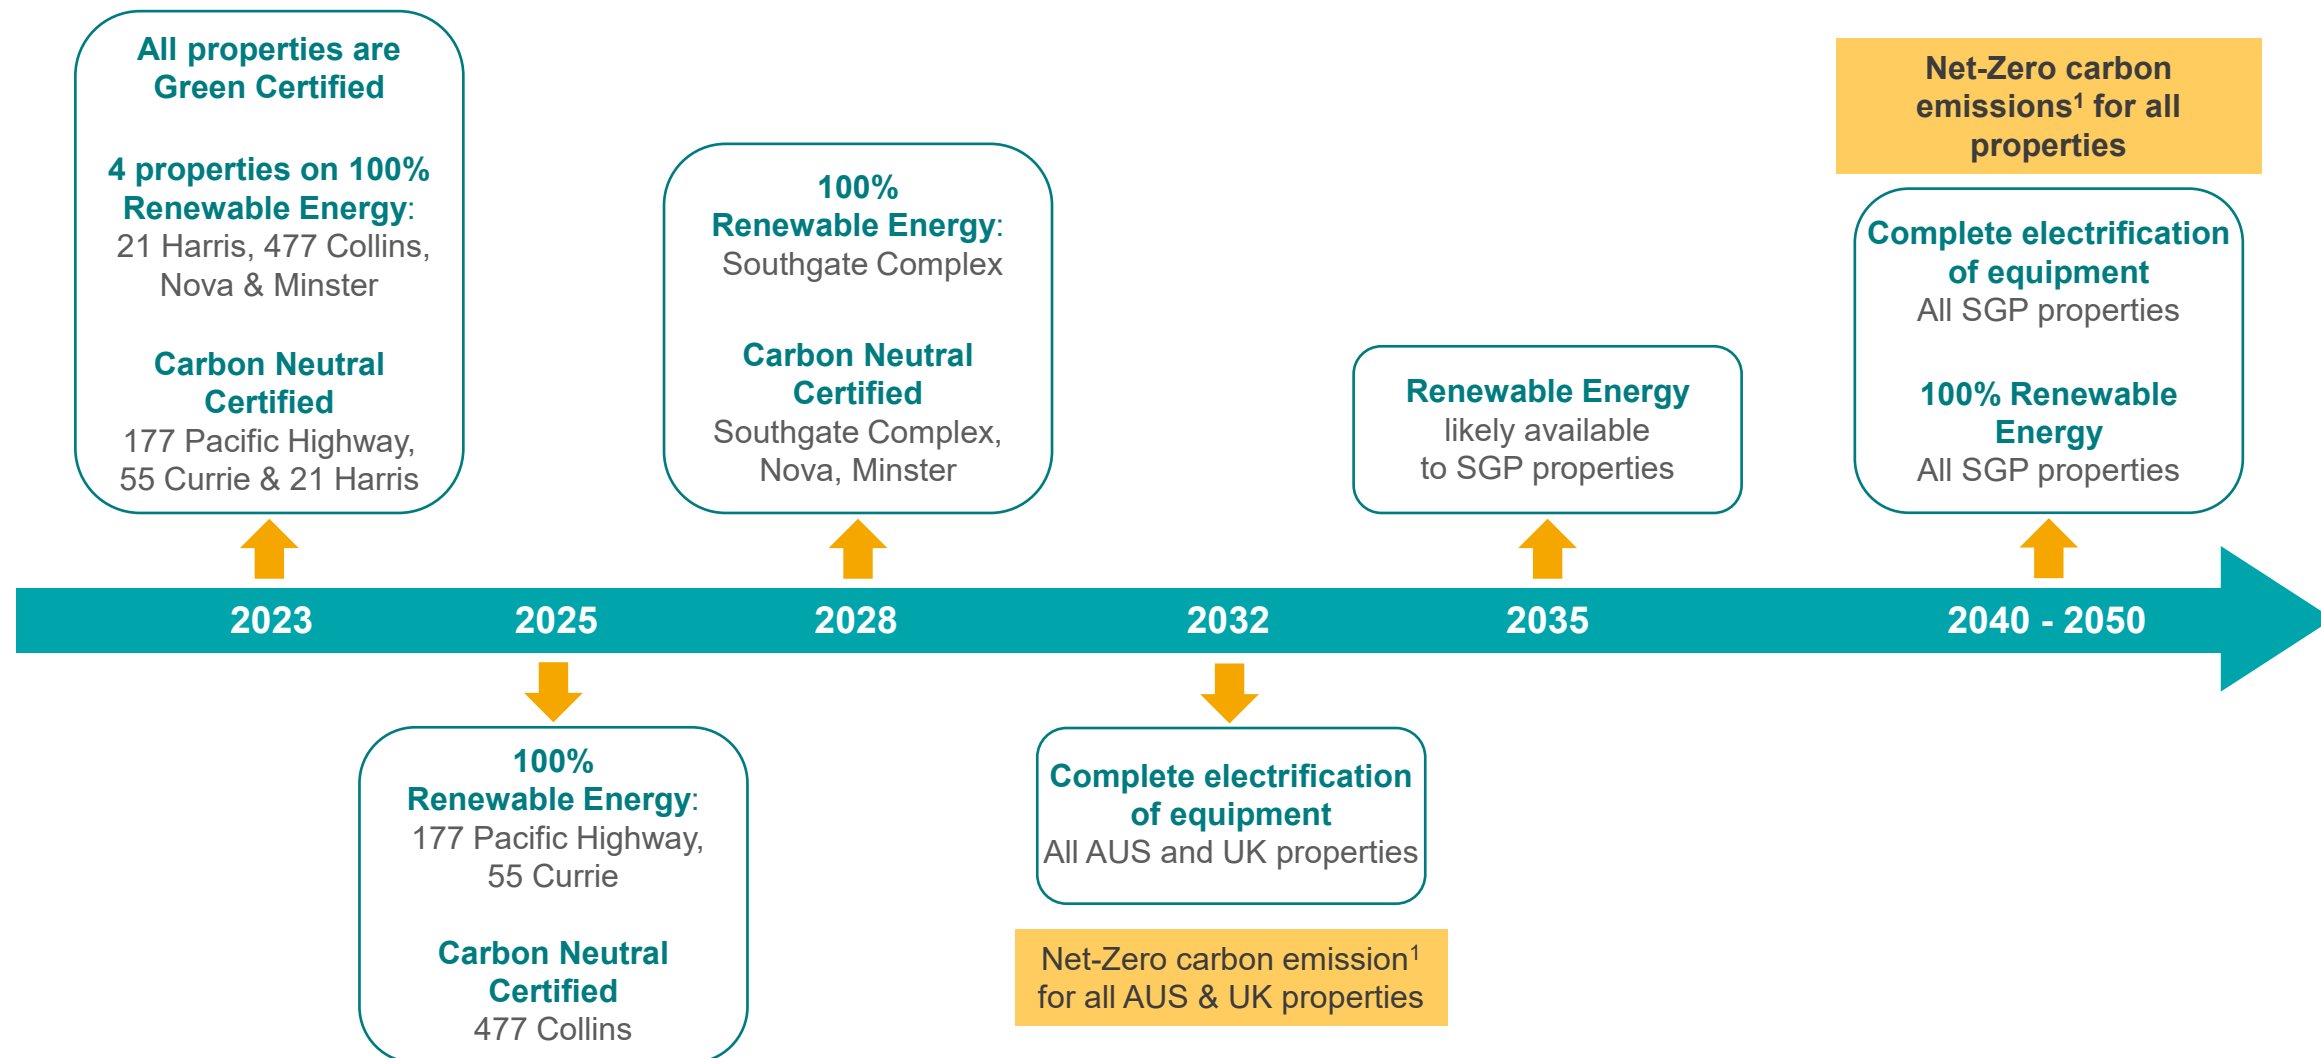 All properties are
Green Certified
4 properties on 100%
Renewable Energy:
21 Harris, 477 Collins,
Nova & Minster
Carbon Neutral
Certified
177 Pacific Highway,
55 Currie & 21 Harris
100%
Renewable Energy:
Southgate Complex
Carbon Neutral
Certified
Southgate Complex,
Nova, Minster
Renewable Energy
likely available
to SGP properties
Net-Zero carbon
emissions¹ for all
properties
Complete electrification
of equipment
All SGP properties
100% Renewable
Energy
All SGP properties
2023 2025 2028 2032 2035 2040 - 2050
100%
Renewable Energy:
177 Pacific Highway,
55 Currie
Carbon Neutral
Certified
477 Collins
Complete electrification
of equipment
All AUS and UK properties
Net-Zero carbon emission¹
for all AUS & UK properties